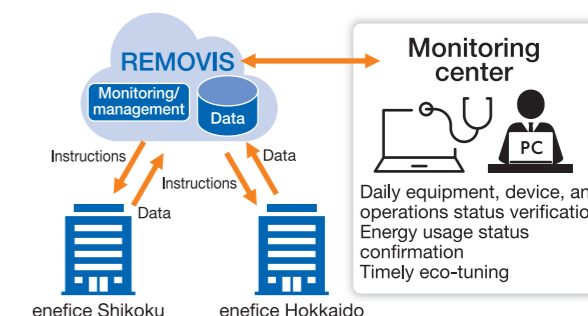 REMOVIS
Monitoring/
management
Data
Instructions
Data
Instructions
Data
enefice Shikoku
enefice Hokkaido
Monitoring
center
PC
Daily equipment, device, an
operations status verificatio
Energy usage status
confirmation
Timely eco-tuning